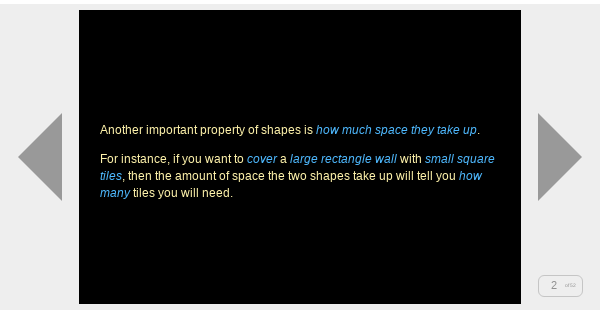 Another important property of shapes is how much space they take up.
For instance, if you want to cover a large rectangle wall with small square
tiles, then the amount of space the two shapes take up will tell you how
many tiles you will need.
2 of 52